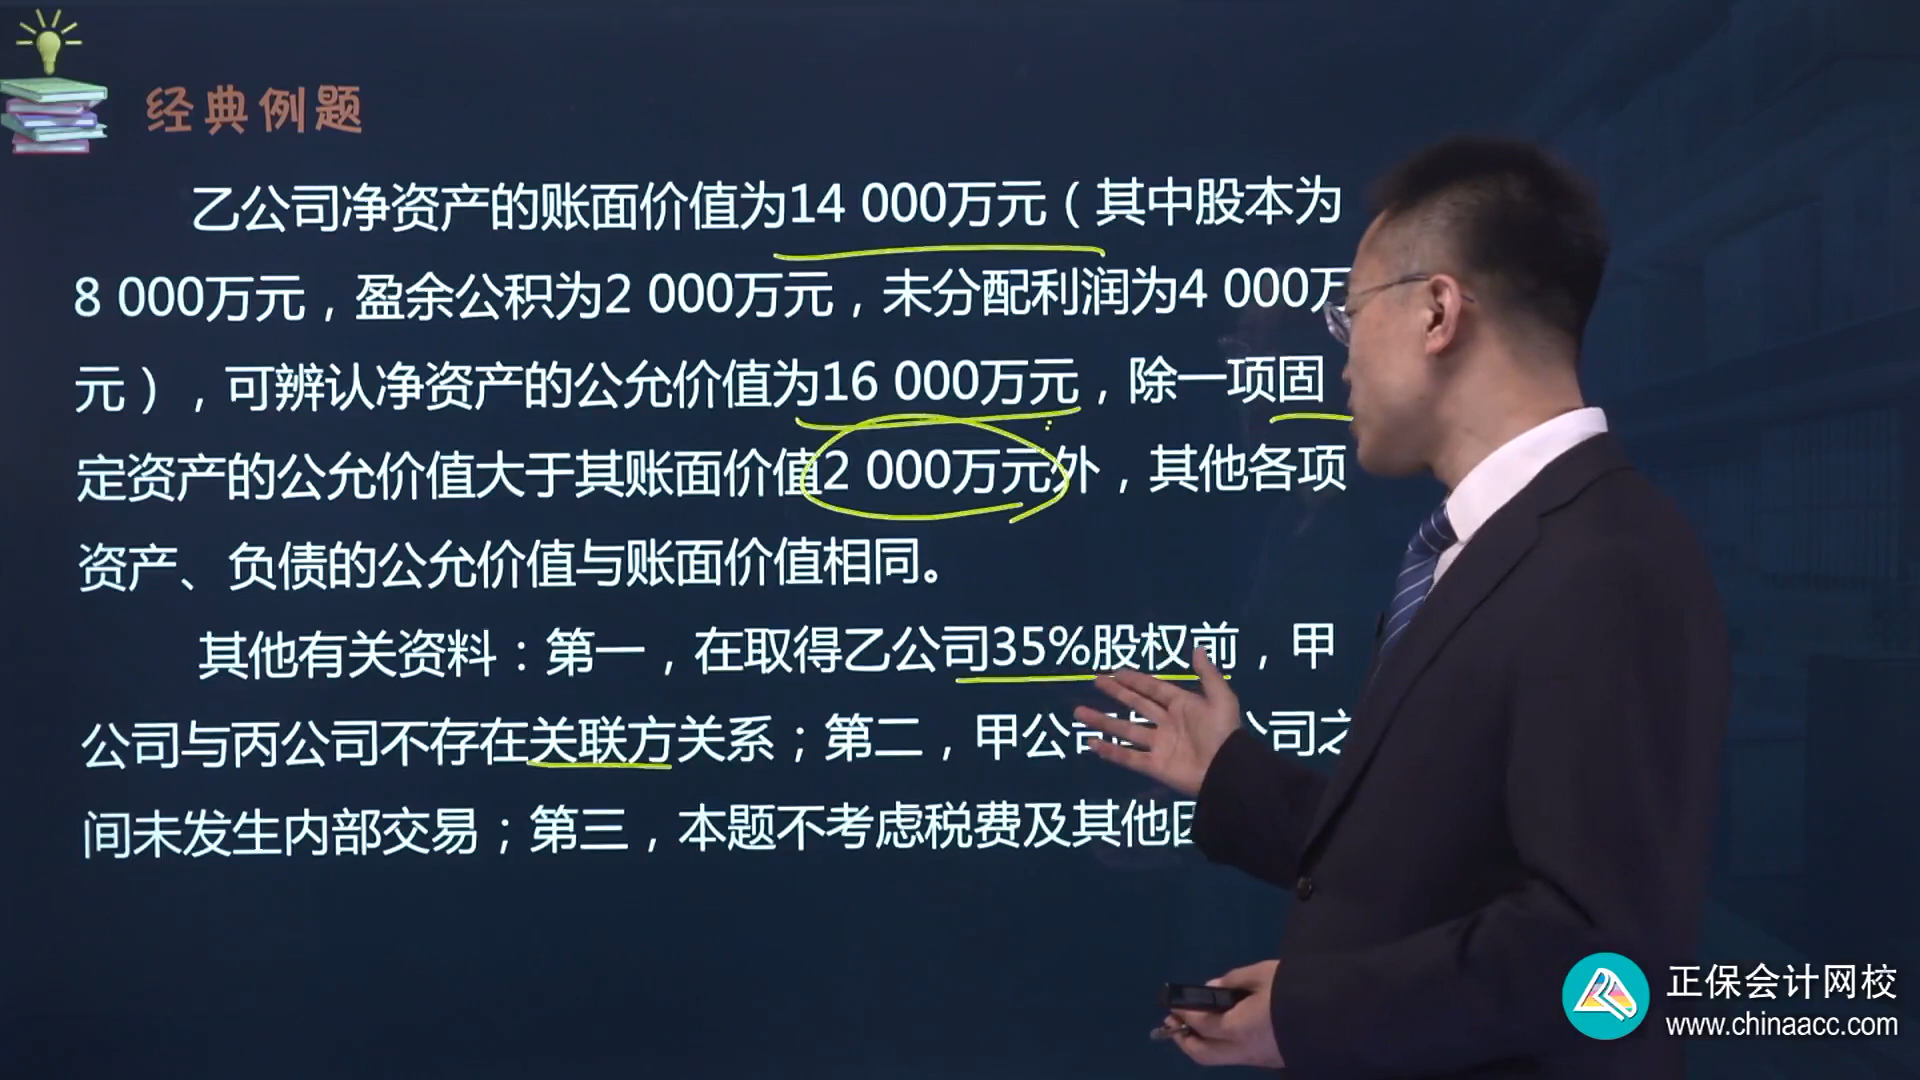 经典例题
乙公司净资产的账面价值为14 000万元（其中股本为
8 000万元，盈余公积为2 000万元，未分配利润为4 000万
元），可辨认净资产的公允价值为16 000万元，除一项固
定资产的公允价值大于其账面价值2 000万元外，其他各项
资产、负债的公允价值与账面价值相同。
其他有关资料：第一，在取得乙公司35%股权前，甲
公司与丙公司不存在关联方关系；第二，甲公司与 公司之
间未发生内部交易；第三，本题不考虑税费及其他因
正保会计网校
www.chinaacc.com